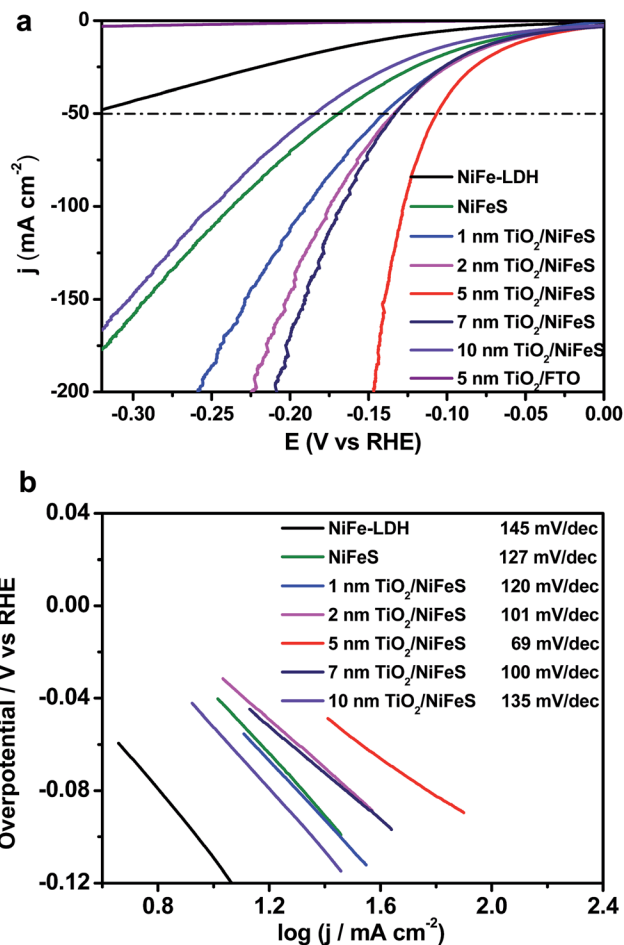 a
0
-50
-100
-150
-200
j (mA cm⁻²)
NiFe-LDH
NiFeS
1 nm TiO₂/NiFeS
2 nm TiO₂/NiFeS
5 nm TiO₂/NiFeS
7 nm TiO₂/NiFeS
10 nm TiO₂/NiFeS
5 nm TiO₂/FTO
-0.30 -0.25 -0.20 -0.15 -0.10 -0.05 0.00
E (V vs RHE)
b
0.04
0.00
-0.04
-0.08
-0.12
Overpotential / V vs RHE
NiFe-LDH 145 mV/dec
NiFeS 127 mV/dec
1 nm TiO₂/NiFeS 120 mV/dec
2 nm TiO₂/NiFeS 101 mV/dec
5 nm TiO₂/NiFeS 69 mV/dec
7 nm TiO₂/NiFeS 100 mV/dec
10 nm TiO₂/NiFeS 135 mV/dec
0.8 1.2 1.6 2.0 2.4
log (j / mA cm⁻²)